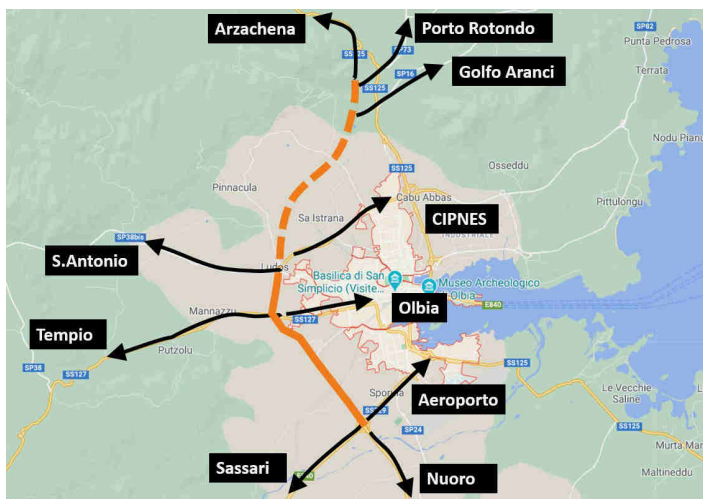 Arzachena
Porto Rotondo
SP82
Punta Pedrosa
SS125
SP73
Golfo Aranci
Terrata
SP16
SS125
Nodu Pianu
SS125
Osseddu
Pinnacula
Cabu Abbas
Pittulongu
Sa Istrana
CIPNES
INDUSTRIALE
SP38bis
S.Antonio
Ludos
Basilica di San
Simplicio (Visite...
Museo Archeologico
Olbia
Olbia
E840
Mannazzu
SS127
Tempio
Putzolu
SP38
SS127
SS125
Aeroporto
Le Vecchie
Saline
SP24
SS125
Murta Mar
Sassari
Nuoro
Maltineddu